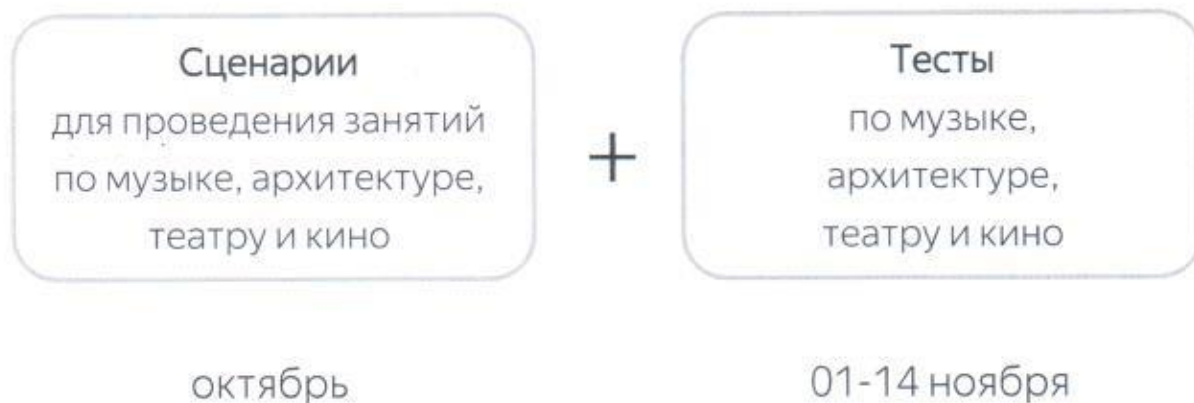 Сценарии
для проведения занятий
по музыке, архитектуре,
театру и кино
+
Тесты
по музыке,
архитектуре,
театру и кино
октябрь
01-14 ноября